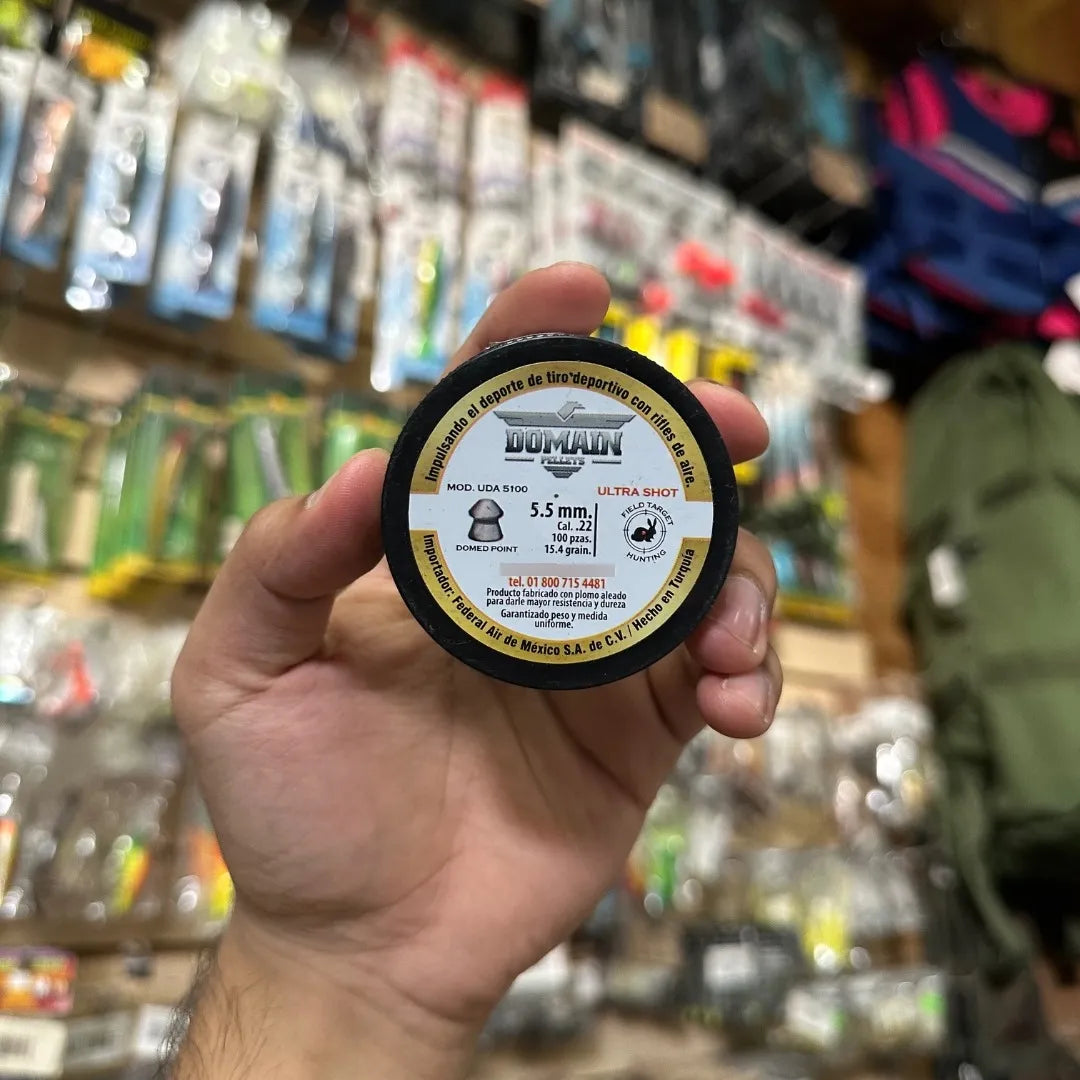 Impulsando el deporte de tiro deportivo con rifles de aire.
DOMAIN
PELLETS
MOD. UDA 5100
ULTRA SHOT
DOMED POINT
5.5 mm.
Cal. .22
100 pzas.
15.4 grain.
FIELD TARGET
HUNTING
tel. 01 800 715 4481
Producto fabricado con plomo aleado
para darle mayor resistencia y dureza
Garantizado peso y medida
uniforme.
Importador: Federal Air de México S.A. de C.V. / Hecho en Turquía